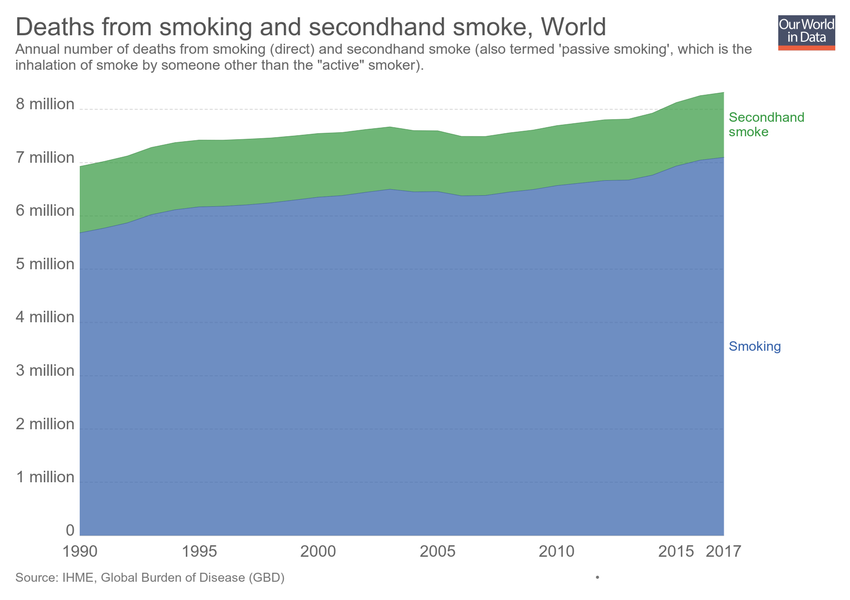 Deaths from smoking and secondhand smoke, World
Our World
in Data
Annual number of deaths from smoking (direct) and secondhand smoke (also termed 'passive smoking', which is the
inhalation of smoke by someone other than the "active" smoker).
8 million
Secondhand
smoke
7 million
6 million
5 million
4 million
Smoking
3 million
2 million
1 million
0
1990 1995 2000 2005 2010 2015 2017
Source: IHME, Global Burden of Disease (GBD)